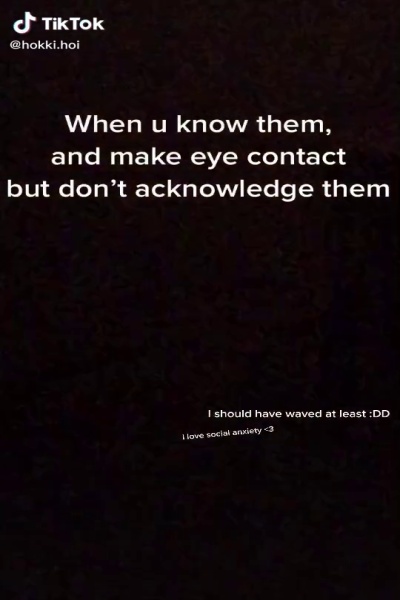 TikTok
@hokki.hoi
When u know them,
and make eye contact
but don't acknowledge them
I should have waved at least :DD
I love social anxiety <3